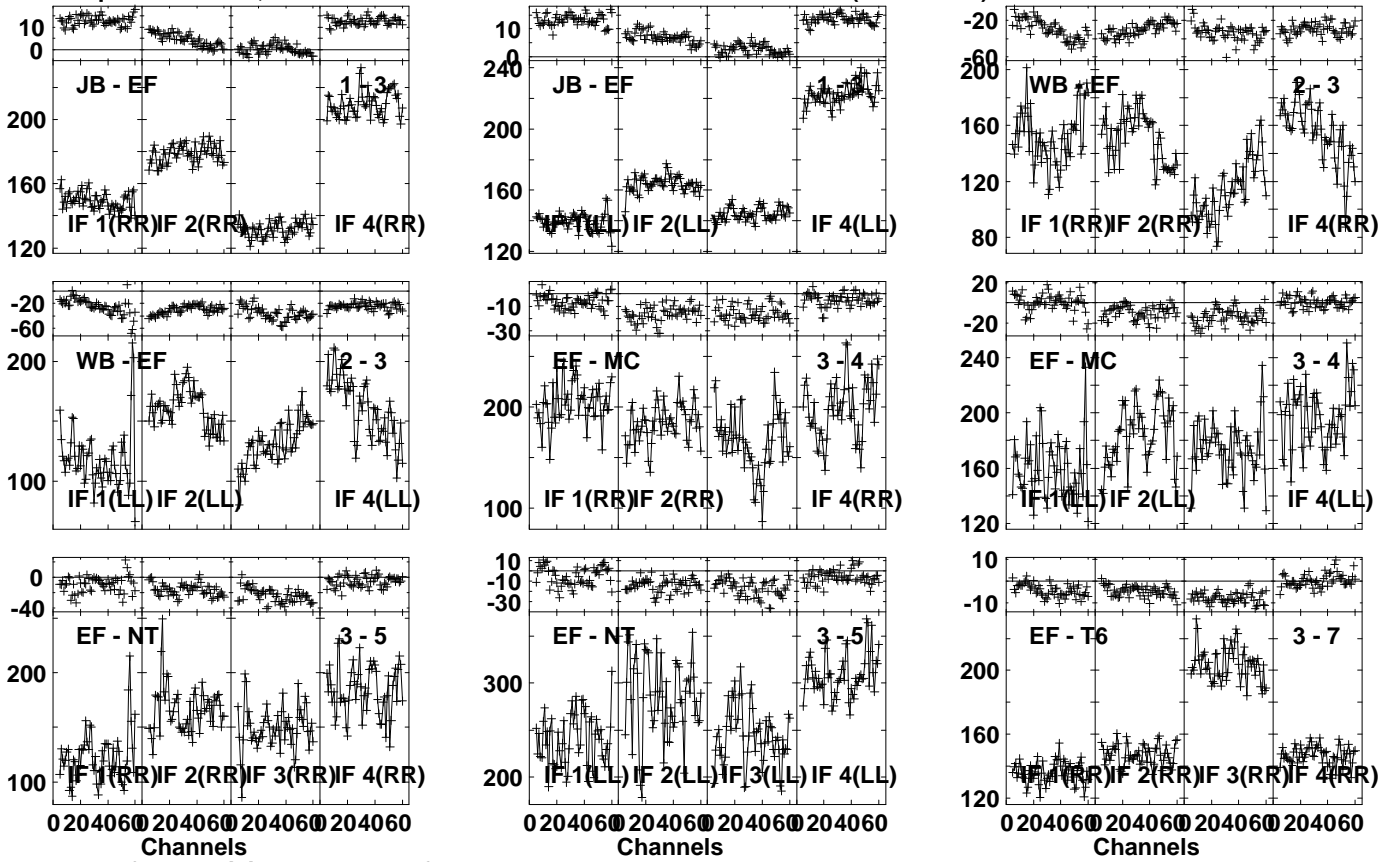 10
0
JB - EF
1 - 3
200
160
120
IF 1(RR)
IF 2(RR)
IF 4(RR)
10
0
240
JB - EF
1 - 3
200
160
120
IF 1(LL)
IF 2(LL)
IF 4(LL)
-20
-60
200
WB - EF
2 - 3
160
120
80
IF 1(RR)
IF 2(RR)
IF 4(RR)
-20
-60
WB - EF
2 - 3
200
100
IF 1(LL)
IF 2(LL)
IF 4(LL)
-10
-30
EF - MC
3 - 4
200
100
IF 1(RR)
IF 2(RR)
IF 4(RR)
20
0
-20
EF - MC
3 - 4
240
200
160
120
IF 1(LL)
IF 2(LL)
IF 4(LL)
0
-40
EF - NT
3 - 5
200
100
IF 1(RR)
IF 2(RR)
IF 3(RR)
IF 4(RR)
0 20 40 60 0 20 40 60 0 20 40 60 0 20 40 60
Channels
10
-10
-30
EF - NT
3 - 5
300
200
IF 1(LL)
IF 2(LL)
IF 3(LL)
IF 4(LL)
0 20 40 60 0 20 40 60 0 20 40 60 0 20 40 60
Channels
10
-10
EF - T6
3 - 7
200
160
120
IF 1(RR)
IF 2(RR)
IF 3(RR)
IF 4(RR)
0 20 40 60 0 20 40 60 0 20 40 60 0 20 40 60
Channels